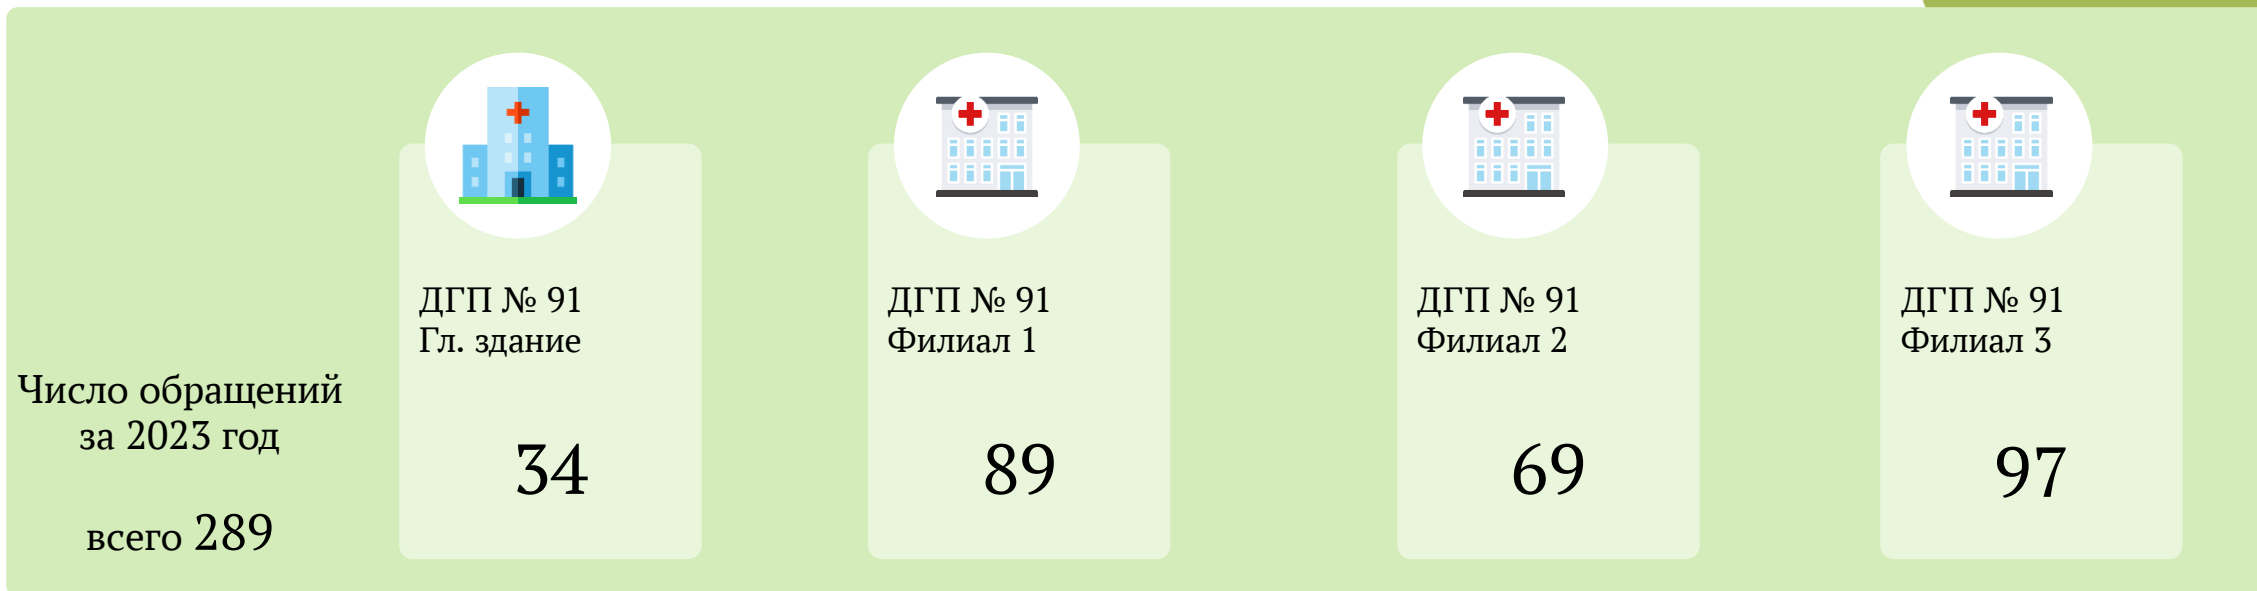 Число обращений
за 2023 год
всего 289
ДГП № 91
Гл. здание
34
ДГП № 91
Филиал 1
89
ДГП № 91
Филиал 2
69
ДГП № 91
Филиал 3
97